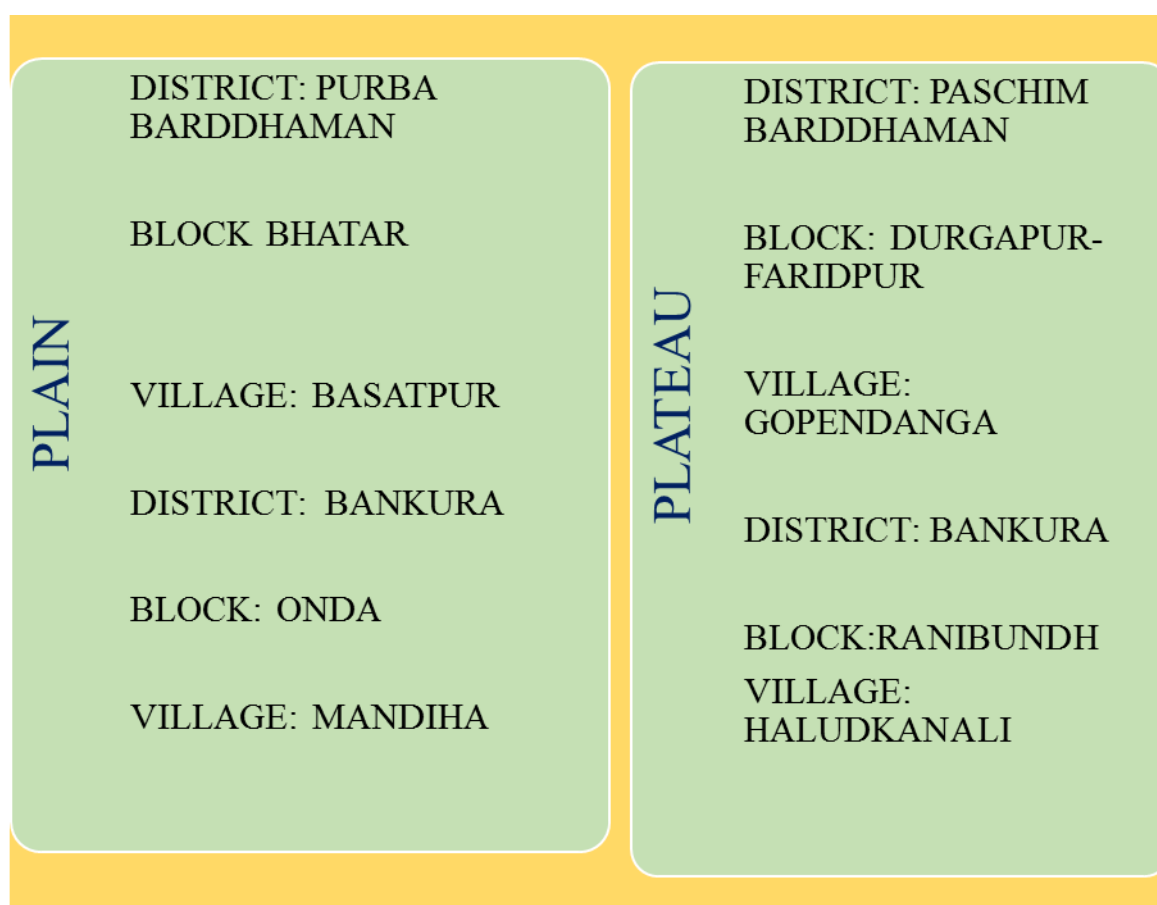 PLAIN
DISTRICT: PURBA
BARDDHAMAN
BLOCK BHATAR
VILLAGE: BASATPUR
DISTRICT: BANKURA
BLOCK: ONDA
VILLAGE: MANDIHA
PLATEAU
DISTRICT: PASCHIM
BARDDHAMAN
BLOCK: DURGAPUR-
FARIDPUR
VILLAGE:
GOPENDANGA
DISTRICT: BANKURA
BLOCK:RANIBUNDH
VILLAGE:
HALUDKANALI